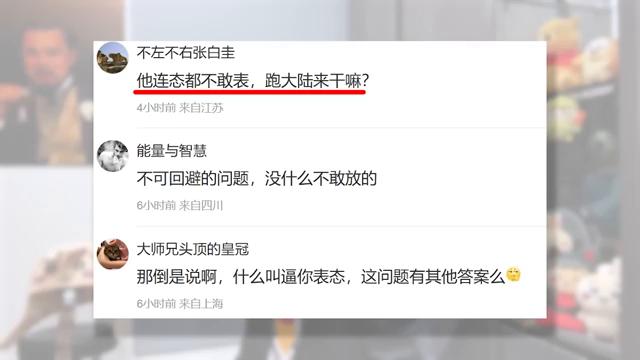 不左不右张白圭
他连态都不敢表，跑大陆来干嘛？
4小时前 来自江苏
能量与智慧
不可回避的问题，没什么不敢放的
6小时前 来自四川
大师兄头顶的皇冠
那倒是说啊，什么叫逼你表态，这问题有其他答案么
6小时前 来自上海